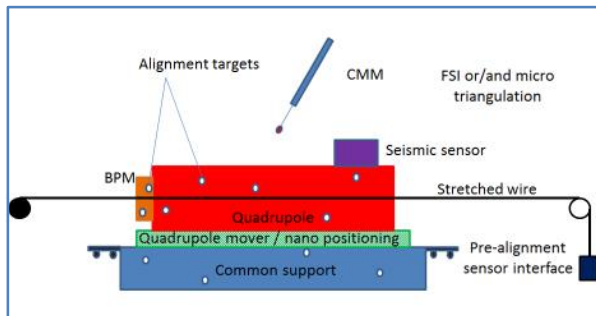 Alignment targets
CMM
FSI or/and micro
triangulation
Seismic sensor
BPM
Stretched wire
Quadrupole
Quadrupole mover / nano positioning
Pre-alignment
sensor interface
Common support